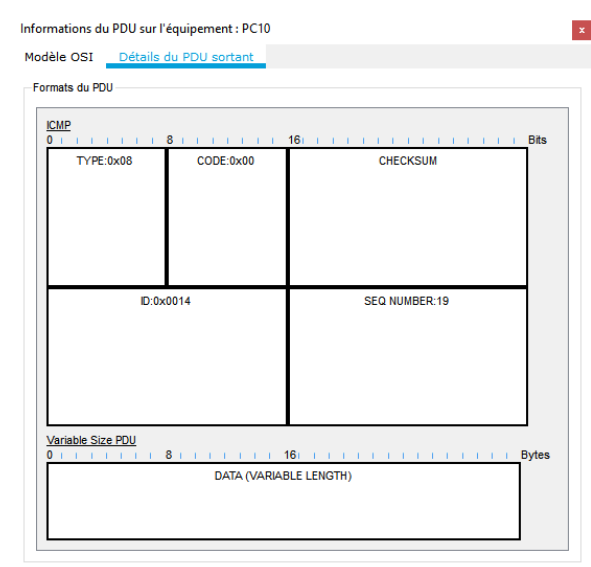 Informations du PDU sur l'équipement : PC10
x
Modèle OSI Détails du PDU sortant
Formats du PDU
ICMP
0 8 16 Bits
TYPE:0x08 CODE:0x00 CHECKSUM
ID:0x0014 SEQ NUMBER:19
Variable Size PDU
0 8 16 Bytes
DATA (VARIABLE LENGTH)